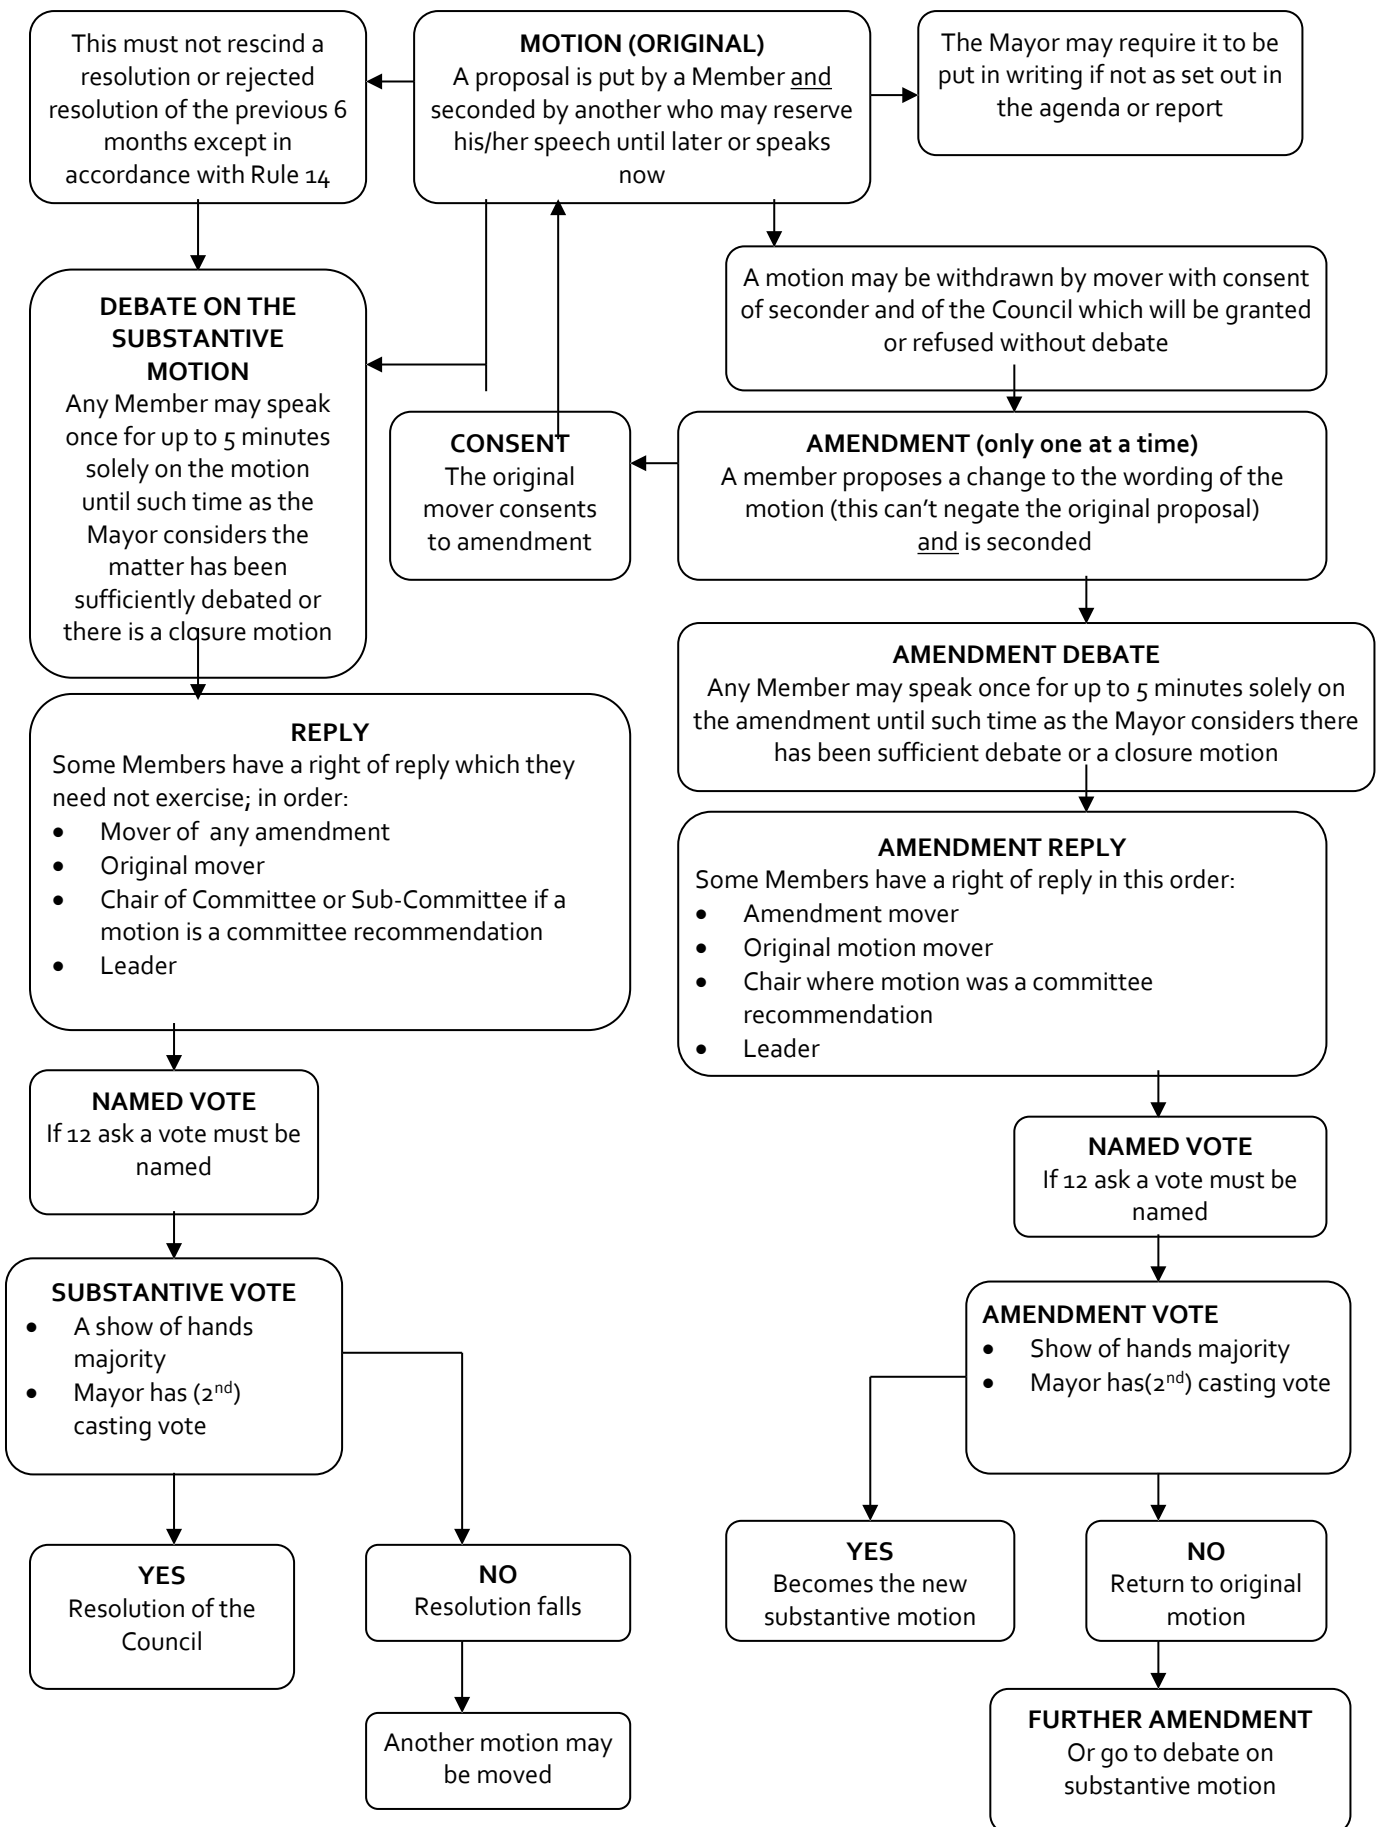 This must not rescind a
resolution or rejected
resolution of the previous 6
months except in
accordance with Rule 14
MOTION (ORIGINAL)
A proposal is put by a Member and
seconded by another who may reserve
his/her speech until later or speaks
now
The Mayor may require it to be
put in writing if not as set out in
the agenda or report
A motion may be withdrawn by mover with consent
of seconder and of the Council which will be granted
or refused without debate
DEBATE ON THE
SUBSTANTIVE
MOTION
Any Member may speak
once for up to 5 minutes
solely on the motion
until such time as the
Mayor considers the
matter has been
sufficiently debated or
there is a closure motion
CONSENT
The original
mover consents
to amendment
AMENDMENT (only one at a time)
A member proposes a change to the wording of the
motion (this can't negate the original proposal)
and is seconded
AMENDMENT DEBATE
Any Member may speak once for up to 5 minutes solely on
the amendment until such time as the Mayor considers there
has been sufficient debate or a closure motion
REPLY
Some Members have a right of reply which they
need not exercise; in order:
• Mover of any amendment
• Original mover
• Chair of Committee or Sub-Committee if a
motion is a committee recommendation
• Leader
AMENDMENT REPLY
Some Members have a right of reply in this order:
• Amendment mover
• Original motion mover
• Chair where motion was a committee
recommendation
• Leader
NAMED VOTE
If 12 ask a vote must be
named
NAMED VOTE
If 12 ask a vote must be
named
SUBSTANTIVE VOTE
• A show of hands
majority
• Mayor has (2nd)
casting vote
AMENDMENT VOTE
• Show of hands majority
• Mayor has(2nd) casting vote
YES
Resolution of the
Council
NO
Resolution falls
YES
Becomes the new
substantive motion
NO
Return to original
motion
Another motion may
be moved
FURTHER AMENDMENT
Or go to debate on
substantive motion